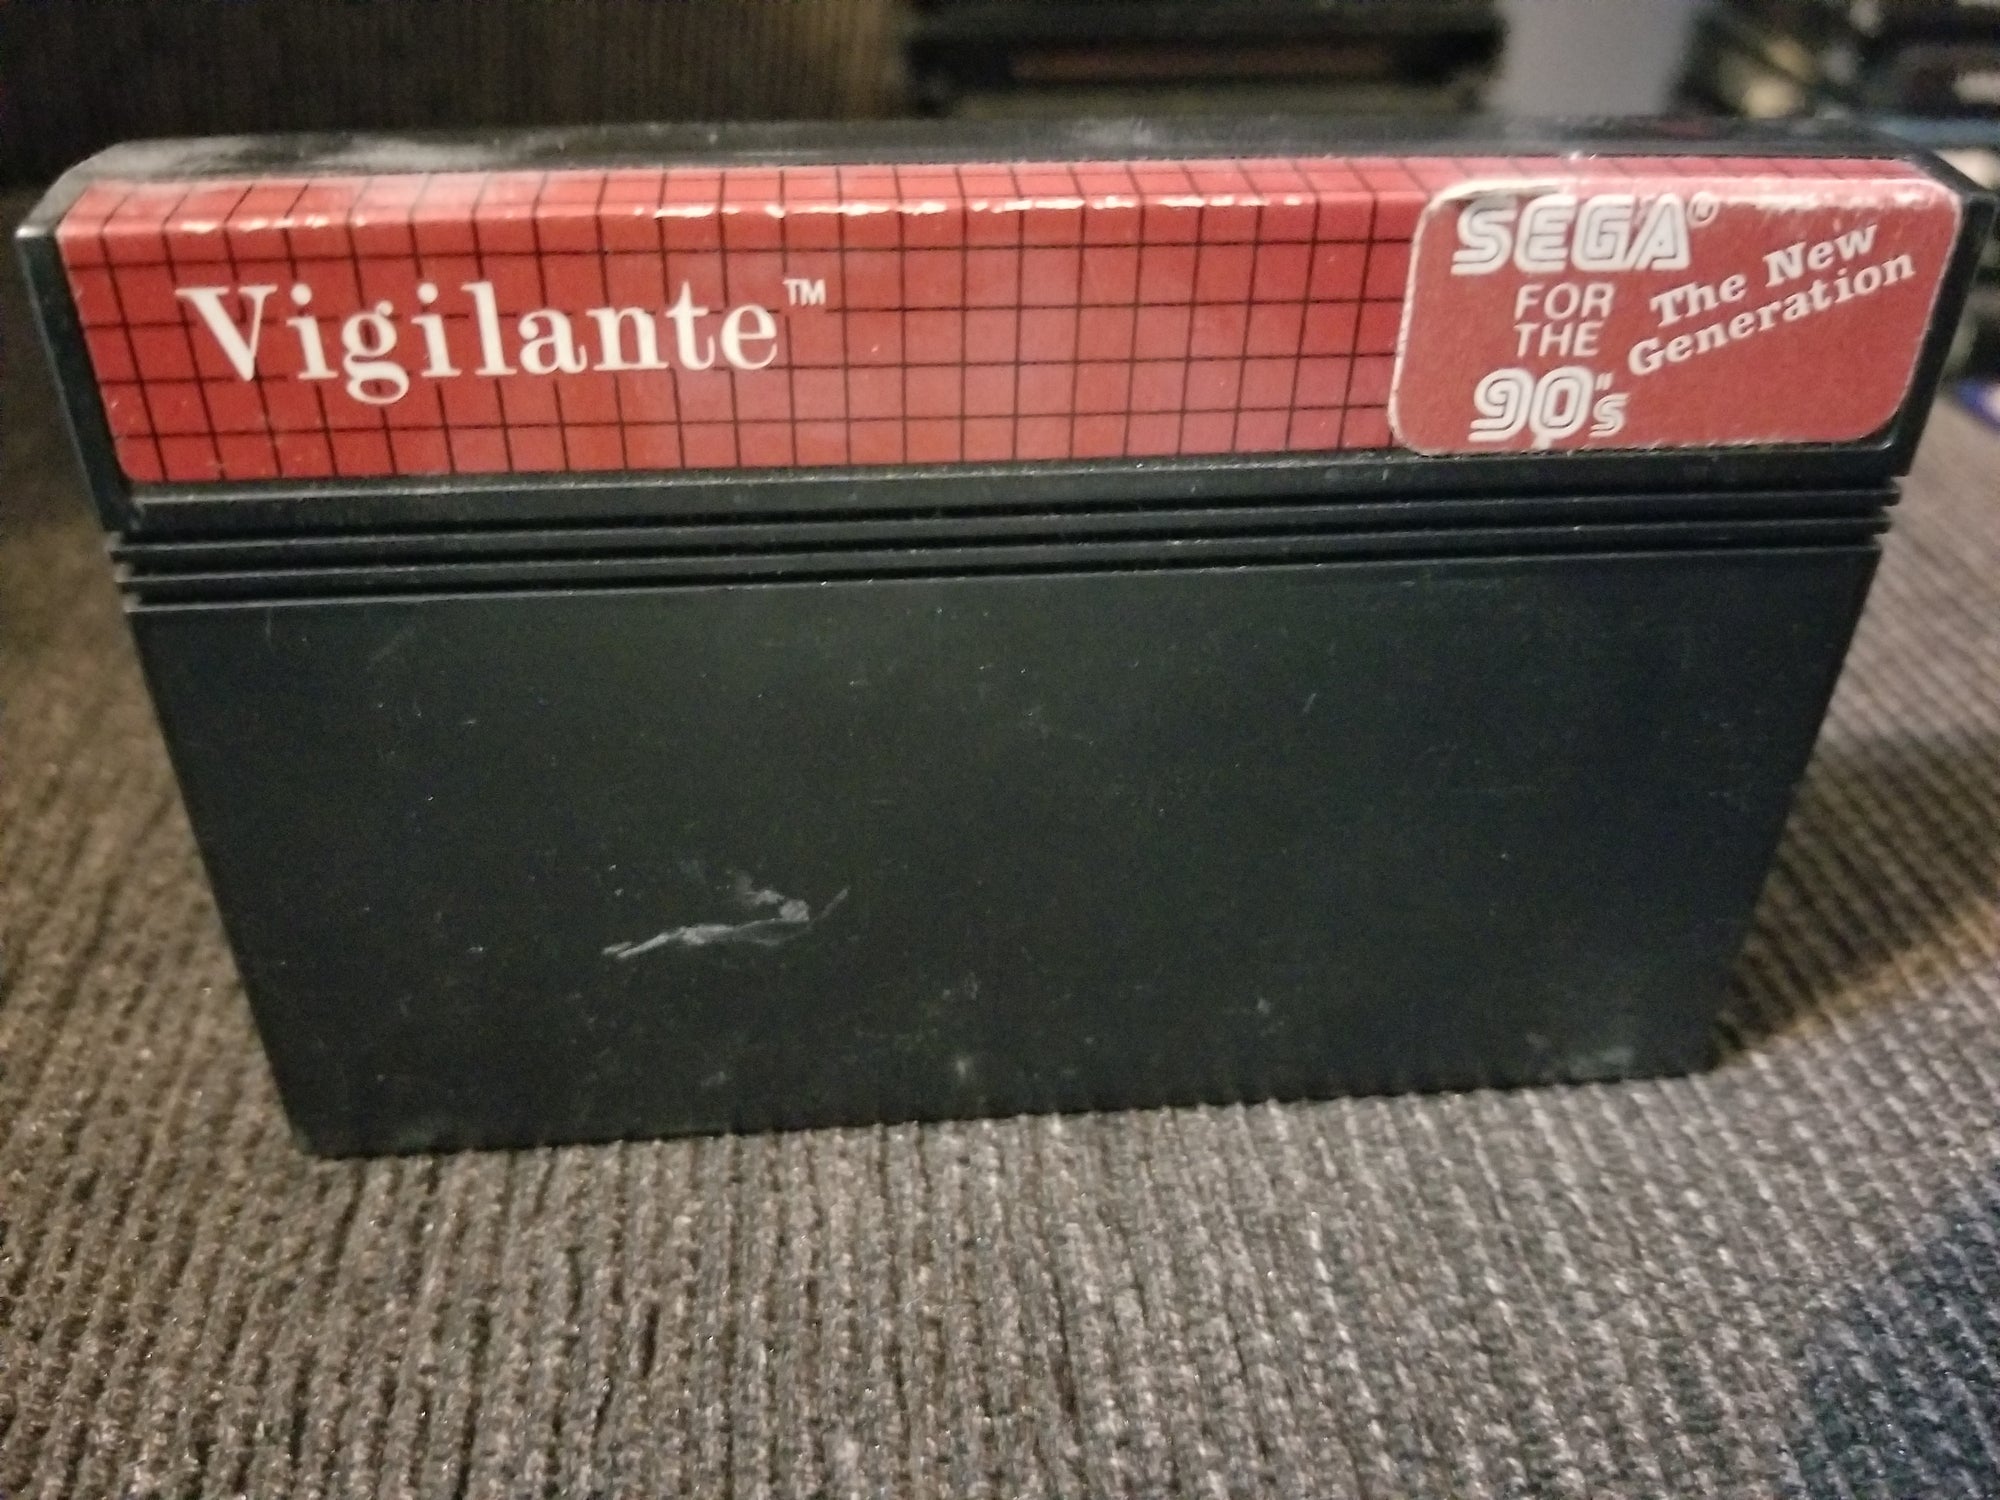 Vigilante™
SEGA®
FOR
THE
90"s
The New
Generation